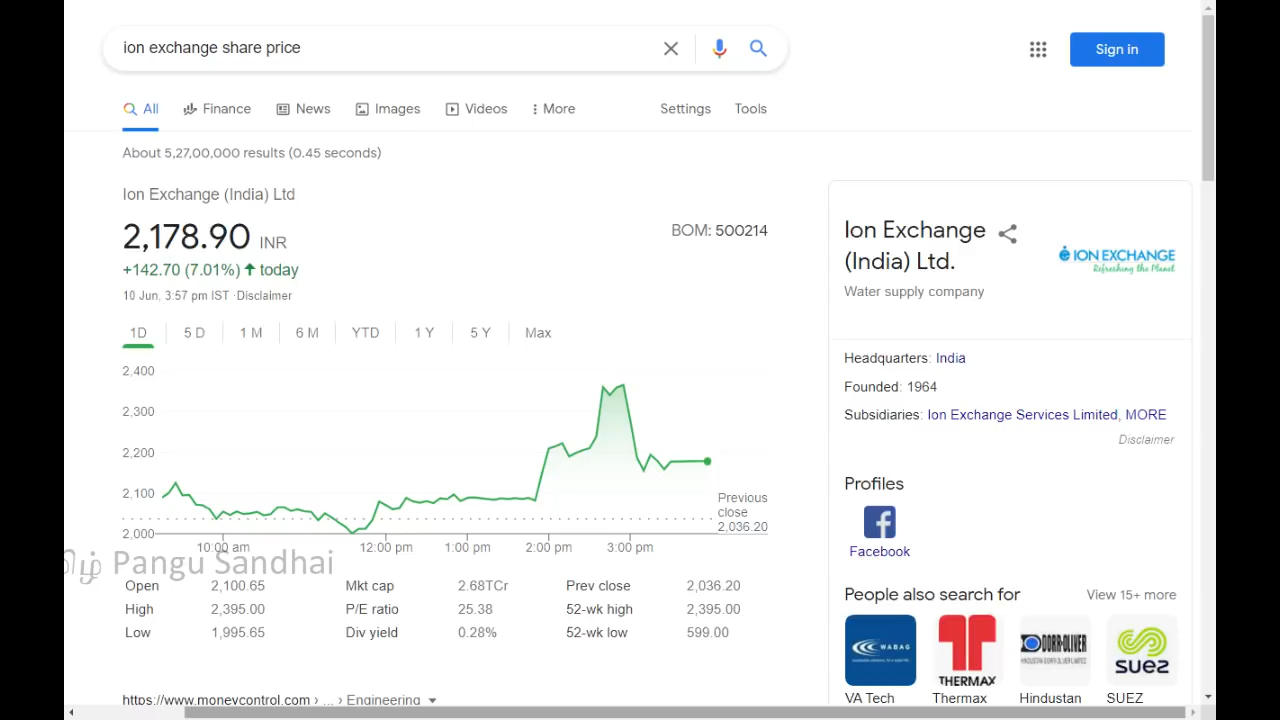 ion exchange share price
Sign in
All Finance News Images Videos More Settings Tools
About 5,27,00,000 results (0.45 seconds)
Ion Exchange (India) Ltd
2,178.90 INR
BOM: 500214
+142.70 (7.01%) today
10 Jun, 3:57 pm IST ·Disclaimer
1D 5 D 1 M 6 M YTD 1 Y 5 Y Max
2,400
2,300
2,200
2,100
2,000
Previous
close
2,036.20
10:00 am 12:00 pm 1:00 pm 2:00 pm 3:00 pm
Pangu Sandhai
Open 2,100.65 Mkt cap 2.68TCr Prev close 2,036.20
High 2,395.00 P/E ratio 25.38 52-wk high 2,395.00
Low 1,995.65 Div yield 0.28% 52-wk low 599.00
https://www.moneycontrol.com › ... › Engineering
Ion Exchange
(India) Ltd.
Water supply company
ION EXCHANGE
Refreshing the Planet
Headquarters: India
Founded: 1964
Subsidiaries: Ion Exchange Services Limited, MORE
Disclaimer
Profiles
Facebook
People also search for View 15+ more
WABAG
THERMAX
DORR-OLIVER
HINDUSTAN DORR-OLIVER LIMITED
suez
VA Tech Thermax Hindustan SUEZ